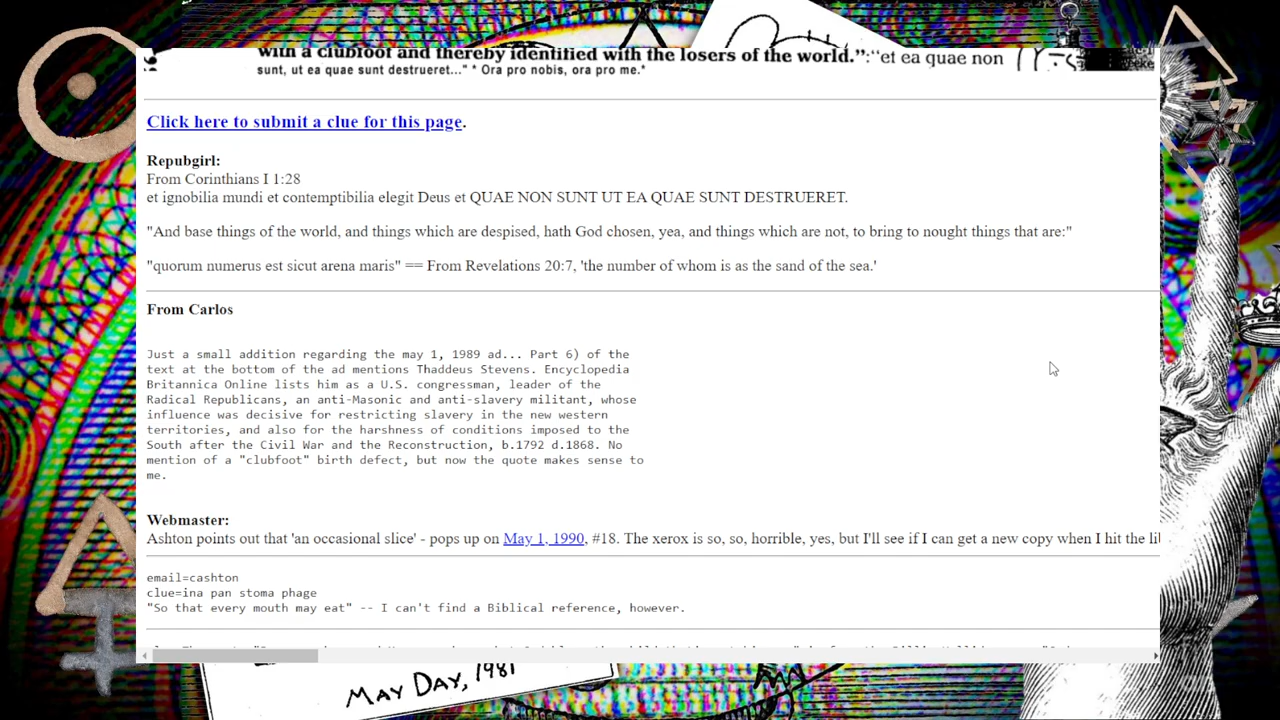 with a clubfoot and thereby identified with the losers of the world.":"et ea quae non
sunt, ut ea quae sunt destrueret..." * Ora pro nobis, ora pro me.*
Click here to submit a clue for this page.
Repubgirl:
From Corinthians I 1:28
et ignobilia mundi et contemptibilia elegit Deus et QUAE NON SUNT UT EA QUAE SUNT DESTRUERET.
"And base things of the world, and things which are despised, hath God chosen, yea, and things which are not, to bring to nought things that are:"
"quorum numerus est sicut arena maris" == From Revelations 20:7, 'the number of whom is as the sand of the sea.'
From Carlos
Just a small addition regarding the may 1, 1989 ad... Part 6) of the
text at the bottom of the ad mentions Thaddeus Stevens. Encyclopedia
Britannica Online lists him as a U.S. congressman, leader of the
Radical Republicans, an anti-Masonic and anti-slavery militant, whose
influence was decisive for restricting slavery in the new western
territories, and also for the harshness of conditions imposed to the
South after the Civil War and the Reconstruction, b.1792 d.1868. No
mention of a "clubfoot" birth defect, but now the quote makes sense to
me.
Webmaster:
Ashton points out that 'an occasional slice' - pops up on May 1, 1990, #18. The xerox is so, so, horrible, yes, but I'll see if I can get a new copy when I hit the li
email=cashton
clue=ina pan stoma phage
"So that every mouth may eat" -- I can't find a Biblical reference, however.
MAY DAY, 1981